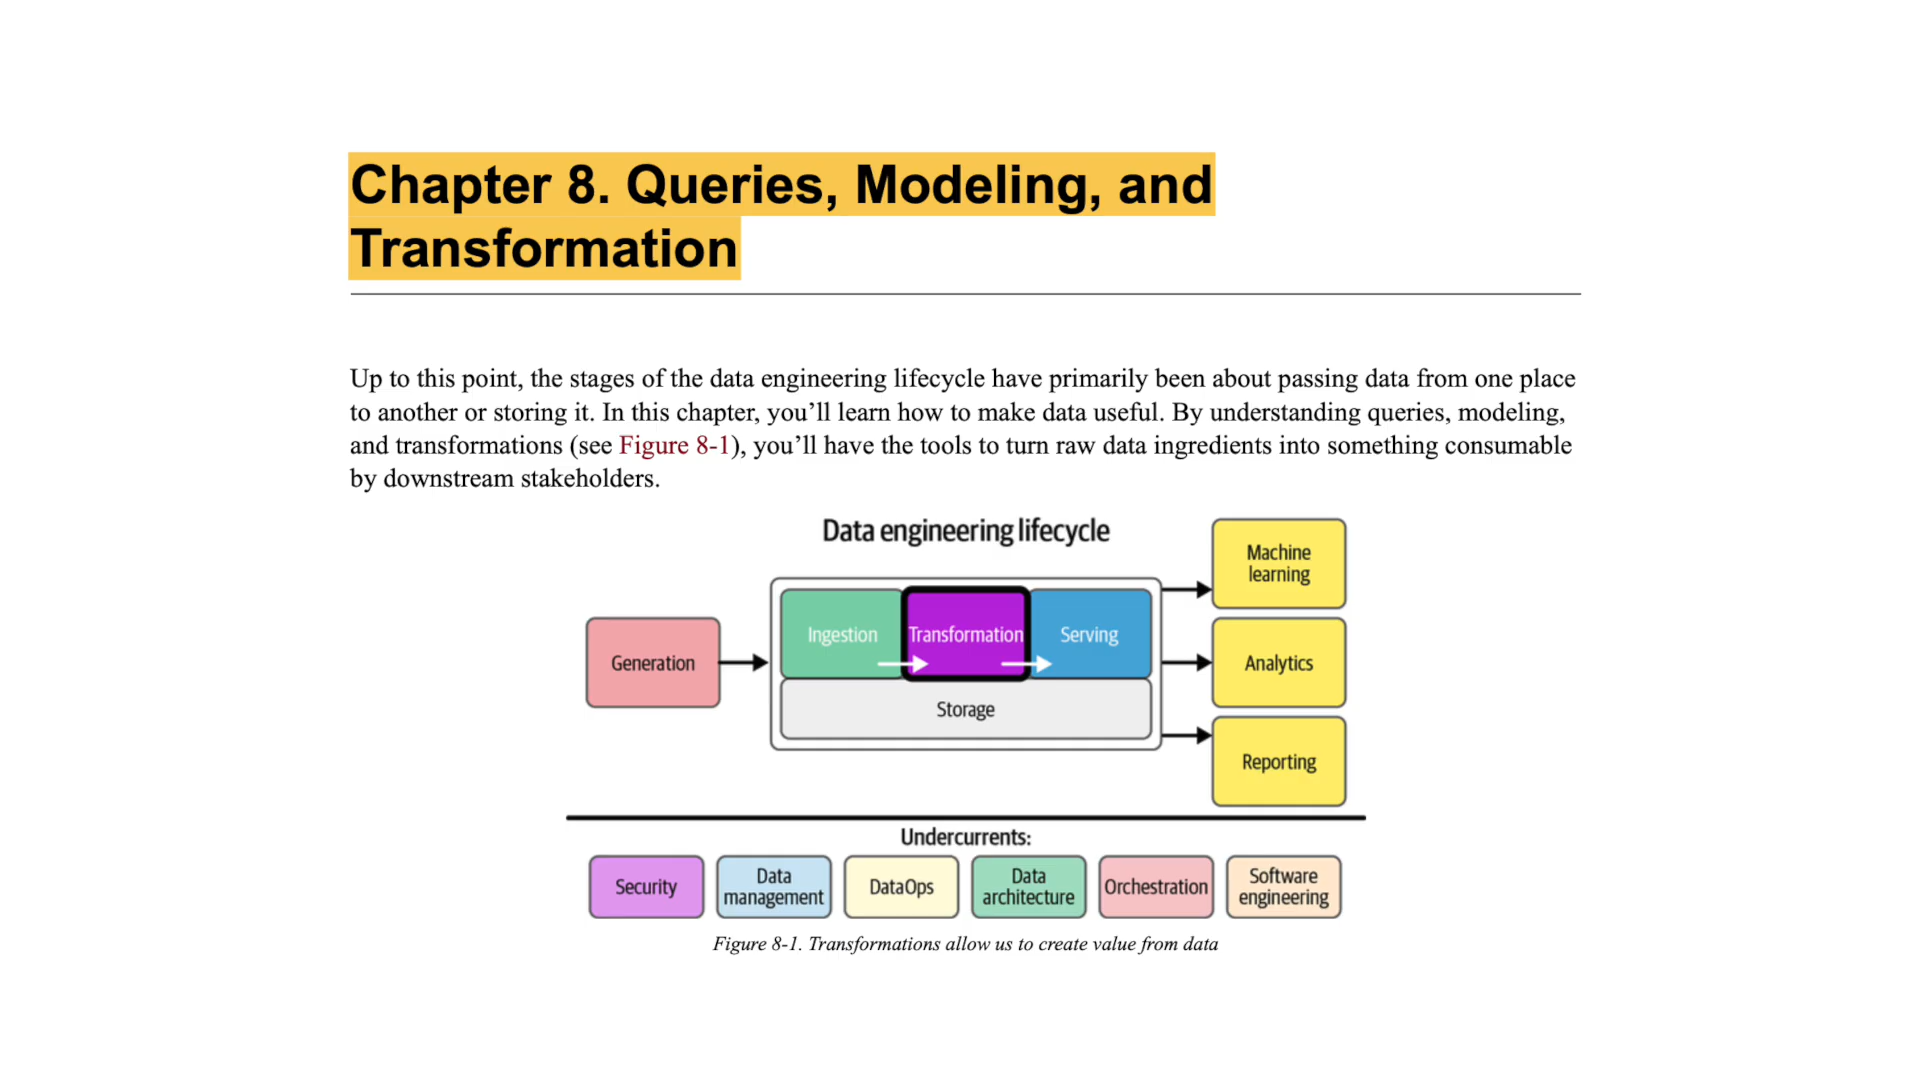 Chapter 8. Queries, Modeling, and
Transformation
Up to this point, the stages of the data engineering lifecycle have primarily been about passing data from one place
to another or storing it. In this chapter, you’ll learn how to make data useful. By understanding queries, modeling,
and transformations (see Figure 8-1), you’ll have the tools to turn raw data ingredients into something consumable
by downstream stakeholders.
Data engineering lifecycle
Generation
Ingestion
Transformation
Serving
Storage
Machine
learning
Analytics
Reporting
Undercurrents:
Security
Data
management
DataOps
Data
architecture
Orchestration
Software
engineering
Figure 8-1. Transformations allow us to create value from data